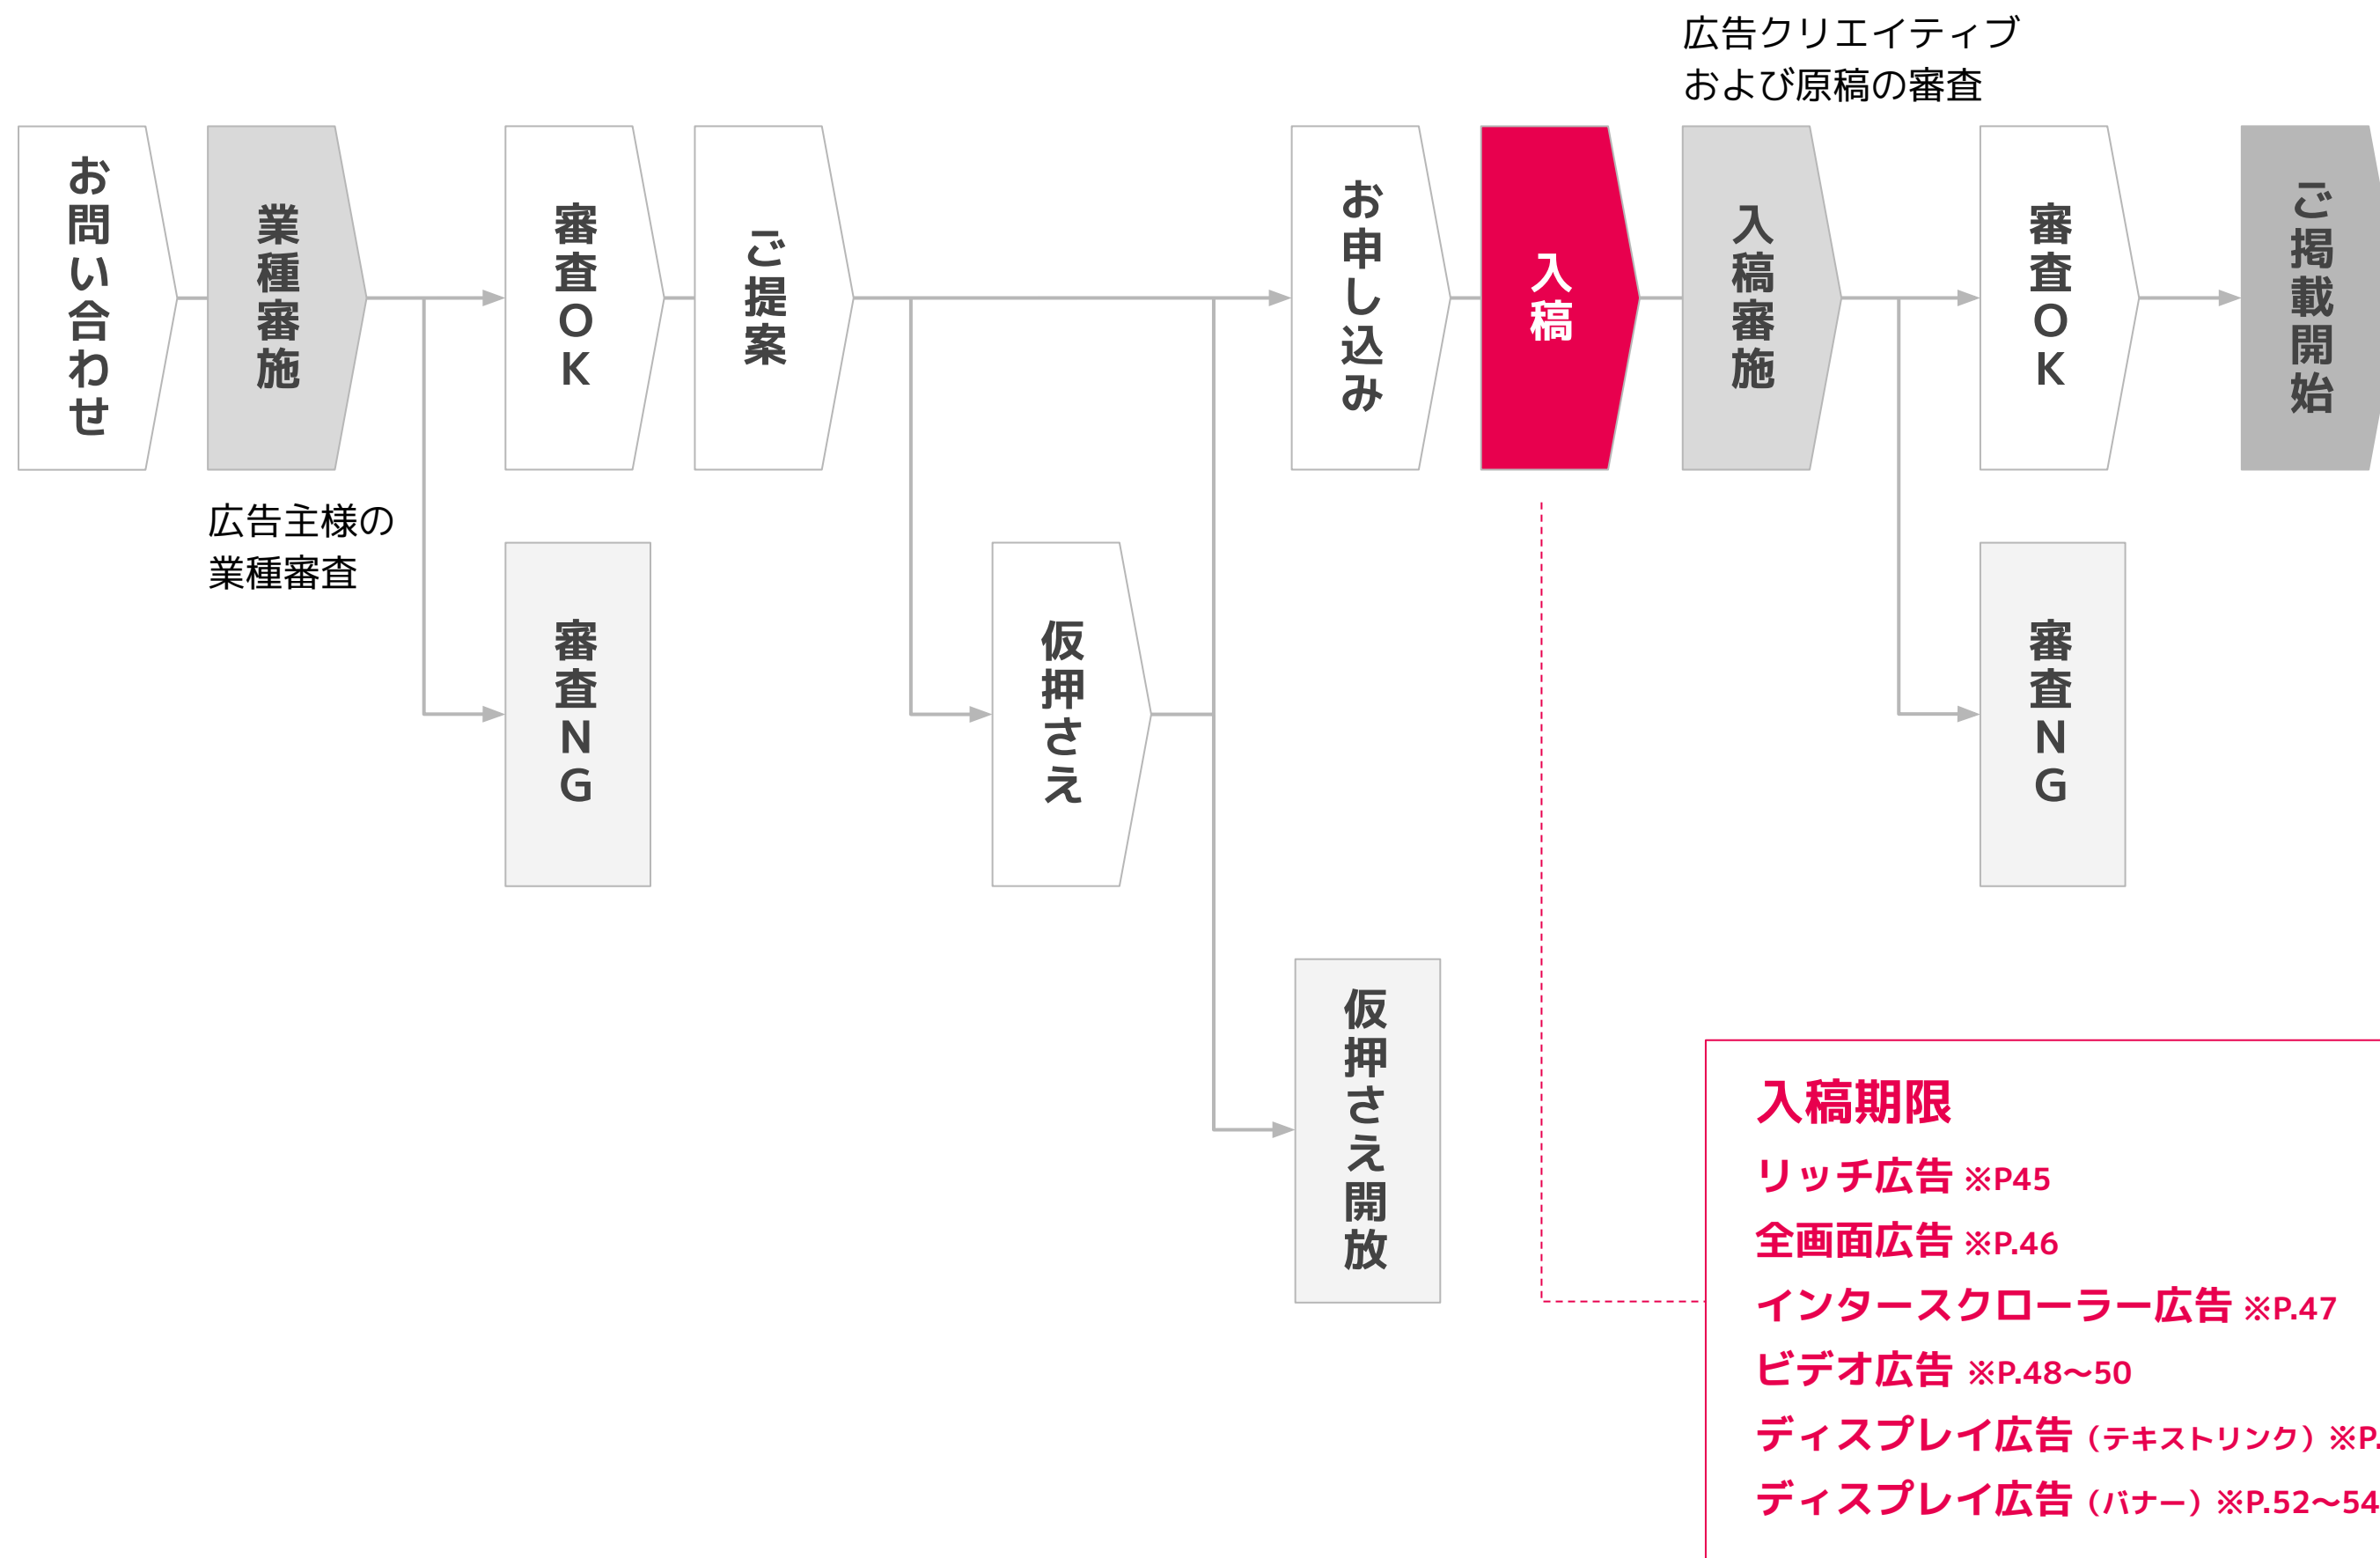 広告クリエイティブ
および原稿の審査
お問い合わせ
業種審施
審査OK
ご提案
お申し込み
入稿
入稿審施
審査OK
ご掲載開始
広告主様の
業種審査
審査NG
仮押さえ
審査NG
仮押さえ開放
入稿期限
リッチ広告 ※P45
全画面広告 ※P.46
インタースクローラー広告 ※P.47
ビデオ広告 ※P.48〜50
ディスプレイ広告（テキストリンク）※P.
ディスプレイ広告（バナー）※P.52〜54